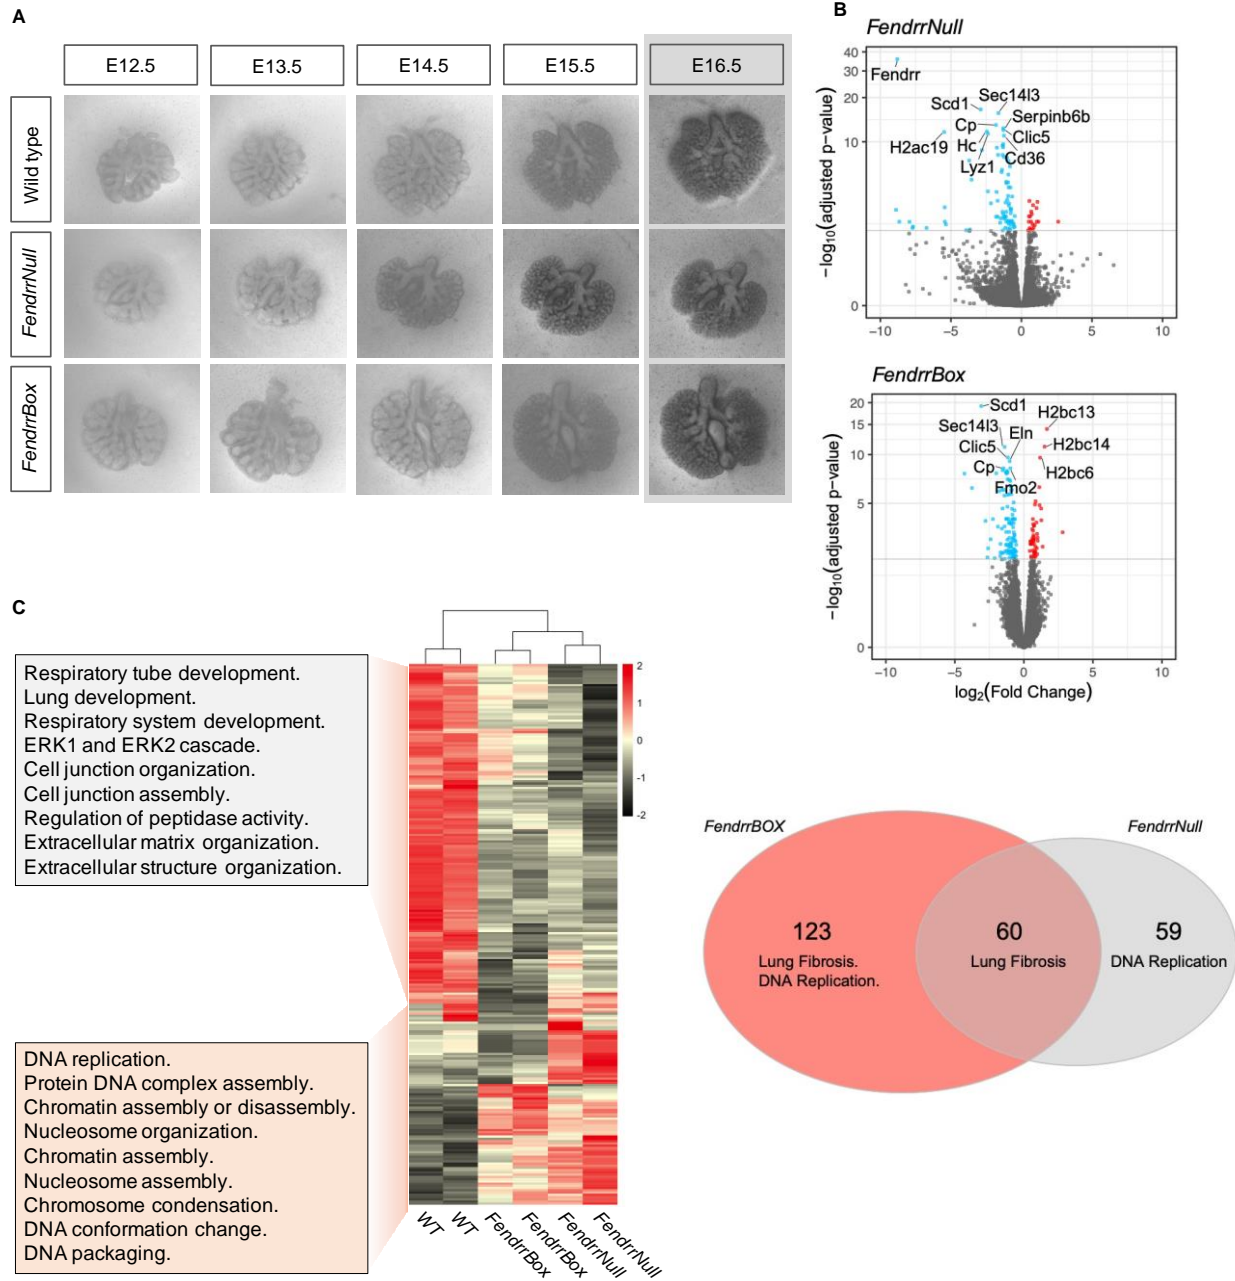 A
E12.5
E13.5
E14.5
E15.5
E16.5
Wild type
FendrrNull
FendrrBox
B
FendrrNull
−log10(adjusted p−value)
40
30
20
10
0
Fendrr
Scd1
Sec14l3
Cp
Serpinb6b
H2ac19
Hc
Clic5
Lyz1
Cd36
−10
−5
0
5
10
FendrrBox
−log10(adjusted p−value)
20
15
10
5
0
Scd1
H2bc13
Sec14l3
Eln
Clic5
H2bc14
Cp
H2bc6
Fmo2
−10
−5
0
5
10
log2(Fold Change)
C
Respiratory tube development.
Lung development.
Respiratory system development.
ERK1 and ERK2 cascade.
Cell junction organization.
Cell junction assembly.
Regulation of peptidase activity.
Extracellular matrix organization.
Extracellular structure organization.
DNA replication.
Protein DNA complex assembly.
Chromatin assembly or disassembly.
Nucleosome organization.
Chromatin assembly.
Nucleosome assembly.
Chromosome condensation.
DNA conformation change.
DNA packaging.
2
1
0
-1
-2
WT
WT
FendrrBox
FendrrBox
FendrrNull
FendrrNull
FendrrBOX
FendrrNull
123
Lung Fibrosis.
DNA Replication.
60
Lung Fibrosis
59
DNA Replication